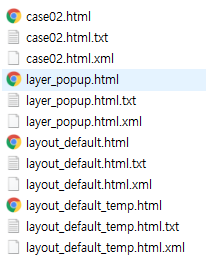 case02.html
case02.html.txt
case02.html.xml
layer_popup.html
layer_popup.html.txt
layer_popup.html.xml
layout_default.html
layout_default.html.txt
layout_default.html.xml
layout_default_temp.html
layout_default_temp.html.txt
layout_default_temp.html.xml